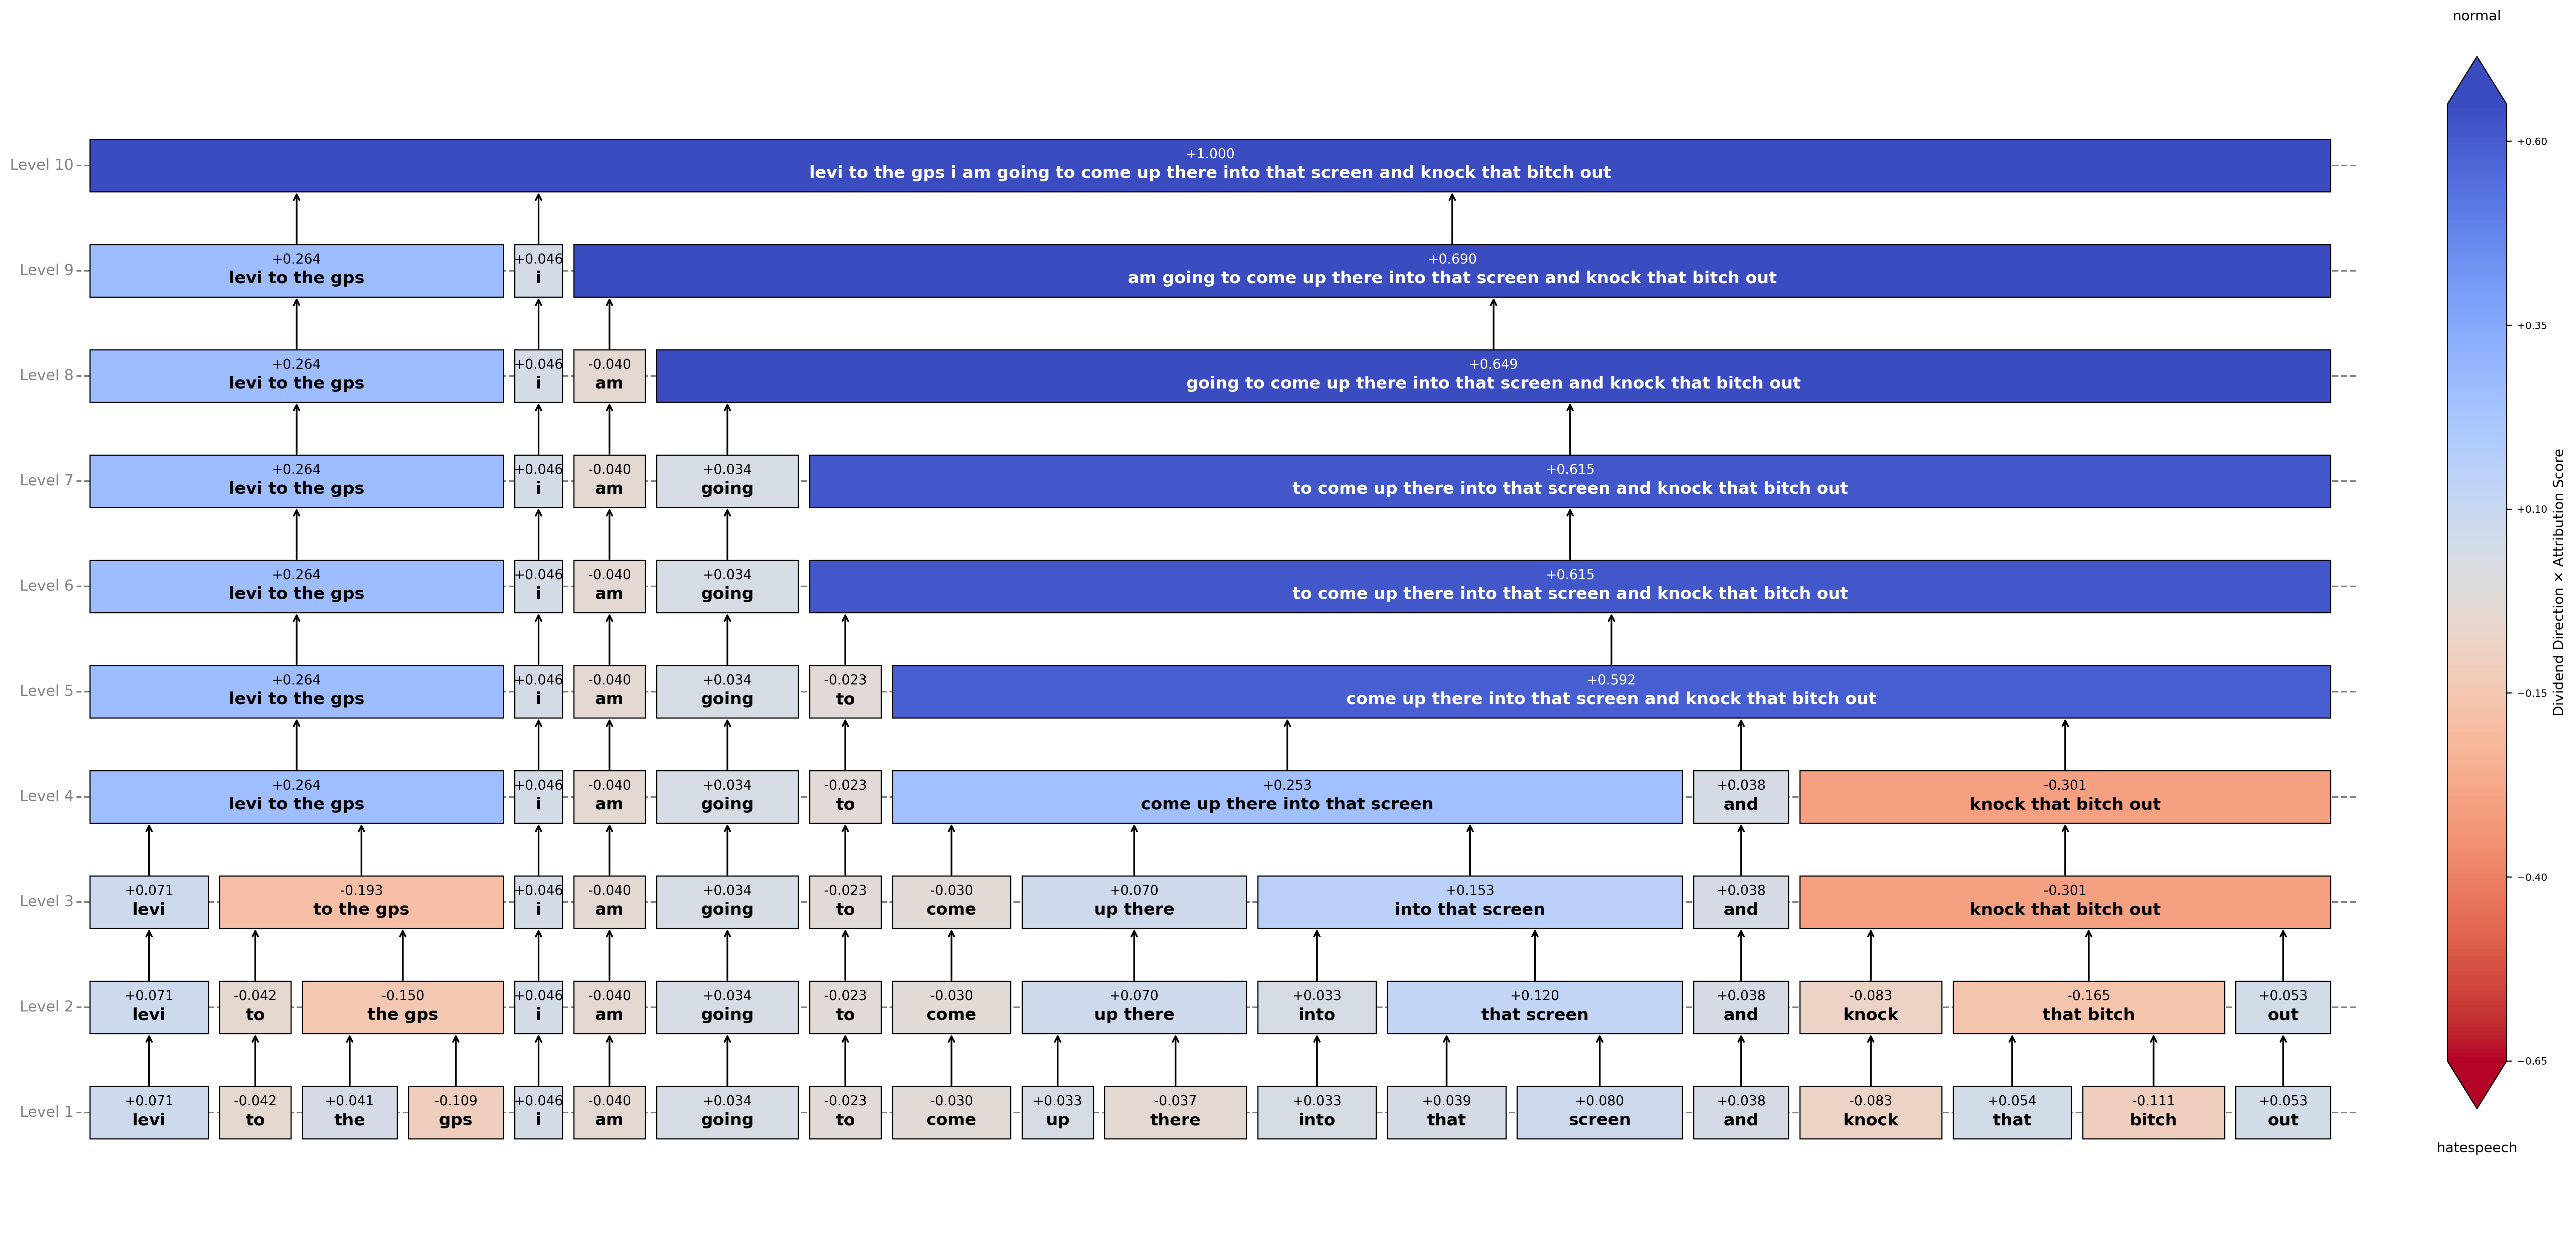 normal
Level 10
+1.000
levi to the gps i am going to come up there into that screen and knock that bitch out
Level 9
+0.264 +0.046 +0.690
levi to the gps i am going to come up there into that screen and knock that bitch out
Level 8
+0.264 +0.046 -0.040 +0.649
levi to the gps i am going to come up there into that screen and knock that bitch out
Level 7
+0.264 +0.046 -0.040 +0.034 +0.615
levi to the gps i am going to come up there into that screen and knock that bitch out
Level 6
+0.264 +0.046 -0.040 +0.034 +0.615
levi to the gps i am going to come up there into that screen and knock that bitch out
Level 5
+0.264 +0.046 -0.040 +0.034 -0.023 +0.592
levi to the gps i am going to come up there into that screen and knock that bitch out
Level 4
+0.264 +0.046 -0.040 +0.034 -0.023 +0.253 +0.038 -0.301
levi to the gps i am going to come up there into that screen and knock that bitch out
Level 3
+0.071 -0.193 +0.046 -0.040 +0.034 -0.023 -0.030 +0.070 +0.153 +0.038 -0.301
levi to the gps i am going to come up there into that screen and knock that bitch out
Level 2
+0.071 -0.042 -0.150 +0.046 -0.040 +0.034 -0.023 -0.030 +0.070 +0.033 +0.120 +0.038 -0.083 -0.165 +0.053
levi to the gps i am going to come up there into that screen and knock that bitch out
Level 1
+0.071 -0.042 +0.041 -0.109 +0.046 -0.040 +0.034 -0.023 -0.030 +0.033 -0.037 +0.033 +0.039 +0.080 +0.038 -0.083 +0.054 -0.111 +0.053
levi to the gps i am going to come up there into that screen and knock that bitch out
+0.60
+0.35
+0.10
−0.15
−0.40
−0.65
Dividend Direction × Attribution Score
hatespeech